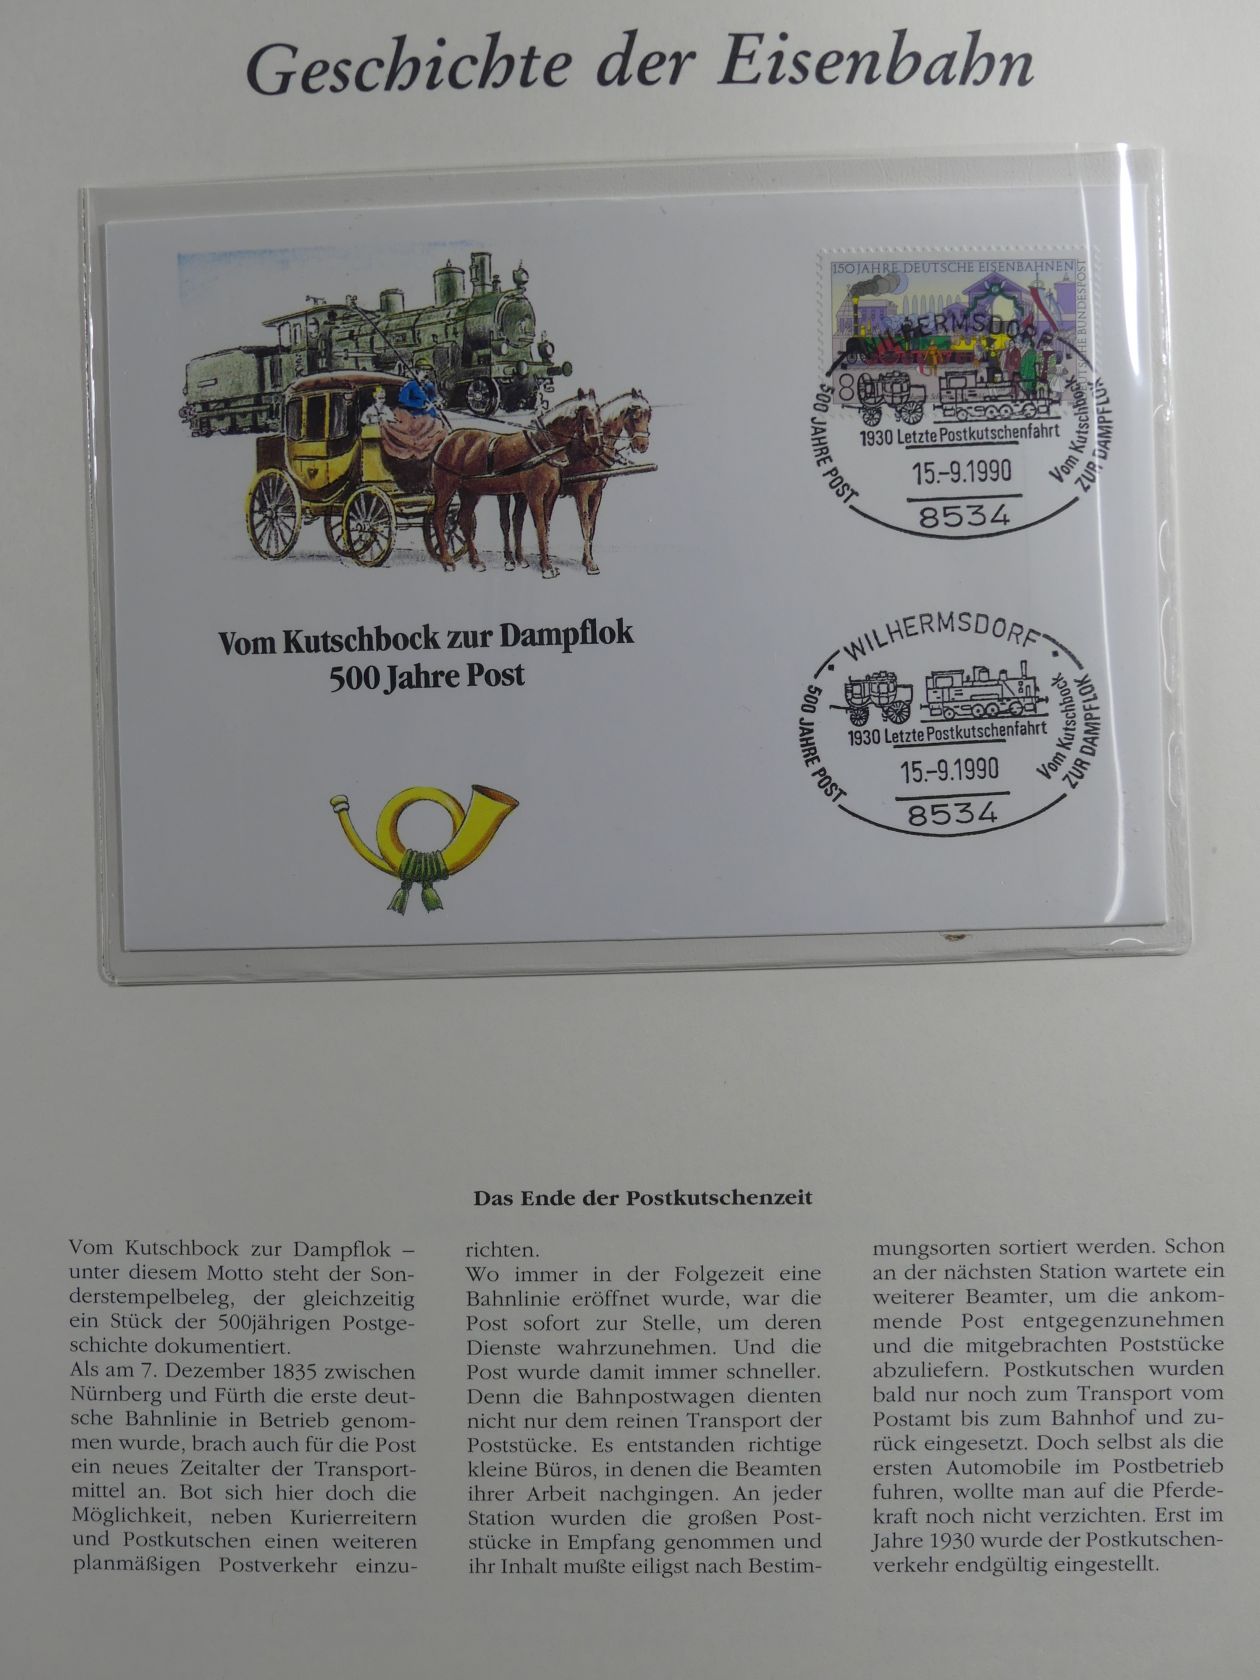 Geschichte der Eisenbahn
150 JAHRE DEUTSCHE EISENBAHNEN
WILHERMSDORF
500 JAHRE POST
1930 Letzte Postkutschenfahrt
Vom Kutschbock
ZUR DAMPFLOK
15.-9.1990
8534
Vom Kutschbock zur Dampflok
500 Jahre Post
WILHERMSDORF
500 JAHRE POST
1930 Letzte Postkutschenfahrt
Vom Kutschbock
ZUR DAMPFLOK
15.-9.1990
8534
Das Ende der Postkutschenzeit
Vom Kutschbock zur Dampflok –
unter diesem Motto steht der Son-
derstempelbeleg, der gleichzeitig
ein Stück der 500jährigen Postge-
schichte dokumentiert.
Als am 7. Dezember 1835 zwischen
Nürnberg und Fürth die erste deut-
sche Bahnlinie in Betrieb genom-
men wurde, brach auch für die Post
ein neues Zeitalter der Transport-
mittel an. Bot sich hier doch die
Möglichkeit, neben Kurierreitern
und Postkutschen einen weiteren
planmäßigen Postverkehr einzu-
richten.
Wo immer in der Folgezeit eine
Bahnlinie eröffnet wurde, war die
Post sofort zur Stelle, um deren
Dienste wahrzunehmen. Und die
Post wurde damit immer schneller.
Denn die Bahnpostwagen dienten
nicht nur dem reinen Transport der
Poststücke. Es entstanden richtige
kleine Büros, in denen die Beamten
ihrer Arbeit nachgingen. An jeder
Station wurden die großen Post-
stücke in Empfang genommen und
ihr Inhalt mußte eiligst nach Bestim-
mungsorten sortiert werden. Schon
an der nächsten Station wartete ein
weiterer Beamter, um die ankom-
mende Post entgegenzunehmen
und die mitgebrachten Poststücke
abzuliefern. Postkutschen wurden
bald nur noch zum Transport vom
Postamt bis zum Bahnhof und zu-
rück eingesetzt. Doch selbst als die
ersten Automobile im Postbetrieb
fuhren, wollte man auf die Pferde-
kraft noch nicht verzichten. Erst im
Jahre 1930 wurde der Postkutschen-
verkehr endgültig eingestellt.